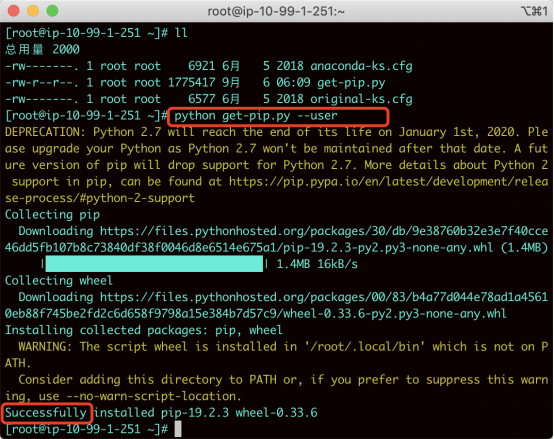 root@ip-10-99-1-251:~
⌥⌘1
[root@ip-10-99-1-251 ~]# ll
总用量 2000
-rw-------. 1 root root    6921 6月   5 2018 anaconda-ks.cfg
-rw-r--r--. 1 root root 1775417 9月   6 06:09 get-pip.py
-rw-------. 1 root root    6577 6月   5 2018 original-ks.cfg
[root@ip-10-99-1-251 ~]# python get-pip.py --user
DEPRECATION: Python 2.7 will reach the end of its life on January 1st, 2020. Ple
ase upgrade your Python as Python 2.7 won't be maintained after that date. A fut
ure version of pip will drop support for Python 2.7. More details about Python 2
 support in pip, can be found at https://pip.pypa.io/en/latest/development/relea
se-process/#python-2-support
Collecting pip
  Downloading https://files.pythonhosted.org/packages/30/db/9e38760b32e3e7f40cce
46dd5fb107b8c73840df38f0046d8e6514e675a1/pip-19.2.3-py2.py3-none-any.whl (1.4MB)
| 1.4MB 16kB/s
Collecting wheel
  Downloading https://files.pythonhosted.org/packages/00/83/b4a77d044e78ad1a4561
0eb88f745be2fd2c6d658f9798a15e384b7d57c9/wheel-0.33.6-py2.py3-none-any.whl
Installing collected packages: pip, wheel
  WARNING: The script wheel is installed in '/root/.local/bin' which is not on P
ATH.
  Consider adding this directory to PATH or, if you prefer to suppress this warn
ing, use --no-warn-script-location.
Successfully installed pip-19.2.3 wheel-0.33.6
[root@ip-10-99-1-251 ~]#